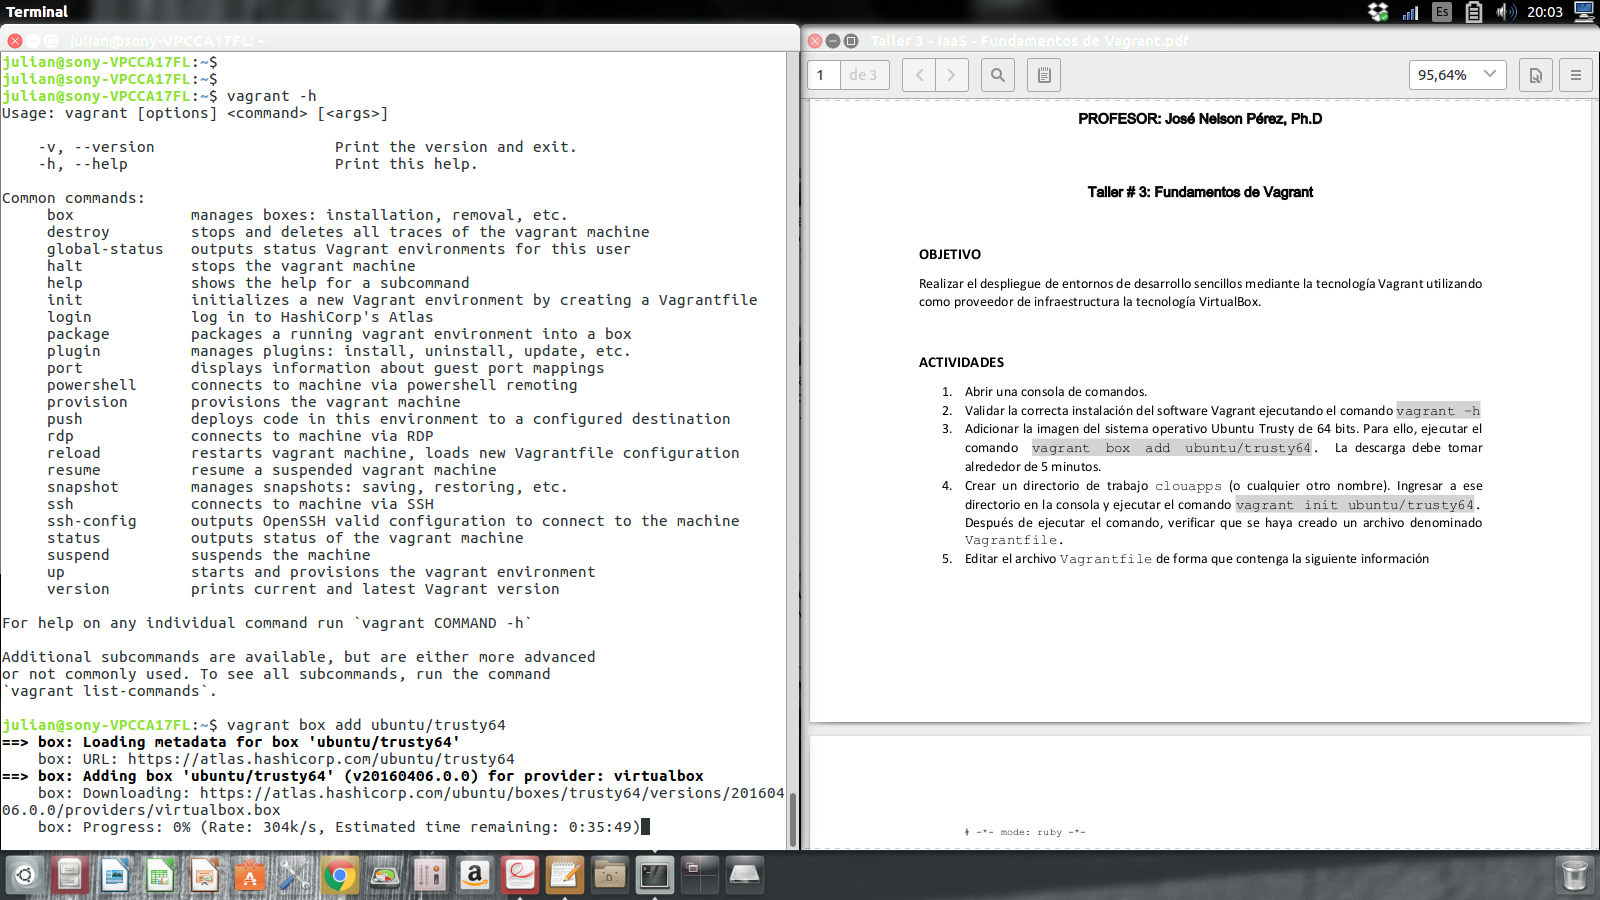 Terminal
Es
20:03
julian@sony-VPCCA17FL: ~
julian@sony-VPCCA17FL:~$
julian@sony-VPCCA17FL:~$
julian@sony-VPCCA17FL:~$ vagrant -h
Usage: vagrant [options] <command> [<args>]
-v, --version Print the version and exit.
-h, --help Print this help.
Common commands:
box manages boxes: installation, removal, etc.
destroy stops and deletes all traces of the vagrant machine
global-status outputs status Vagrant environments for this user
halt stops the vagrant machine
help shows the help for a subcommand
init initializes a new Vagrant environment by creating a Vagrantfile
login log in to HashiCorp's Atlas
package packages a running vagrant environment into a box
plugin manages plugins: install, uninstall, update, etc.
port displays information about guest port mappings
powershell connects to machine via powershell remoting
provision provisions the vagrant machine
push deploys code in this environment to a configured destination
rdp connects to machine via RDP
reload restarts vagrant machine, loads new Vagrantfile configuration
resume resume a suspended vagrant machine
snapshot manages snapshots: saving, restoring, etc.
ssh connects to machine via SSH
ssh-config outputs OpenSSH valid configuration to connect to the machine
status outputs status of the vagrant machine
suspend suspends the machine
up starts and provisions the vagrant environment
version prints current and latest Vagrant version
For help on any individual command run `vagrant COMMAND -h`
Additional subcommands are available, but are either more advanced
or not commonly used. To see all subcommands, run the command
`vagrant list-commands`.
julian@sony-VPCCA17FL:~$ vagrant box add ubuntu/trusty64
==> box: Loading metadata for box 'ubuntu/trusty64'
box: URL: https://atlas.hashicorp.com/ubuntu/trusty64
==> box: Adding box 'ubuntu/trusty64' (v20160406.0.0) for provider: virtualbox
box: Downloading: https://atlas.hashicorp.com/ubuntu/boxes/trusty64/versions/201604
06.0.0/providers/virtualbox.box
box: Progress: 0% (Rate: 304k/s, Estimated time remaining: 0:35:49)
Taller 3 - IaaS - Fundamentos de Vagrant.pdf
1 de 3
95,64%
PROFESOR: José Nelson Pérez, Ph.D
Taller # 3: Fundamentos de Vagrant
OBJETIVO
Realizar el despliegue de entornos de desarrollo sencillos mediante la tecnología Vagrant utilizando
como proveedor de infraestructura la tecnología VirtualBox.
ACTIVIDADES
1. Abrir una consola de comandos.
2. Validar la correcta instalación del software Vagrant ejecutando el comando vagrant –h
3. Adicionar la imagen del sistema operativo Ubuntu Trusty de 64 bits. Para ello, ejecutar el
comando vagrant box add ubuntu/trusty64. La descarga debe tomar
alrededor de 5 minutos.
4. Crear un directorio de trabajo clouapps (o cualquier otro nombre). Ingresar a ese
directorio en la consola y ejecutar el comando vagrant init ubuntu/trusty64.
Después de ejecutar el comando, verificar que se haya creado un archivo denominado
Vagrantfile.
5. Editar el archivo Vagrantfile de forma que contenga la siguiente información
# -*- mode: ruby -*-